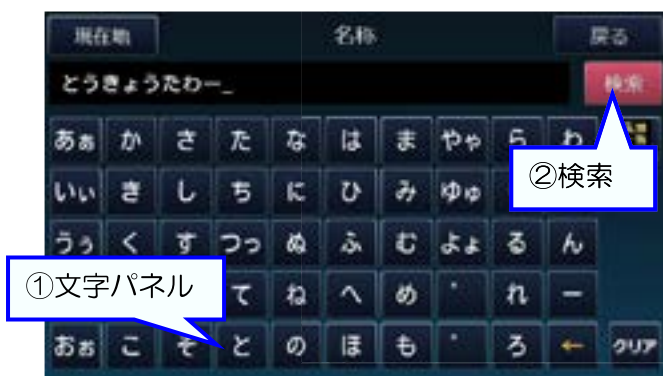 現在地 名称 戻る
とうきょうたわー_ 検索
あぁ か さ た な は ま やゃ ら わ
②検索
いぃ き し ち に ひ み ゆゅ
うぅ く す つっ ぬ ふ む よょ る ん
①文字パネル
て ね へ め ゛ れ ー
おぉ こ そ と の ほ も ゜ ろ ← クリア